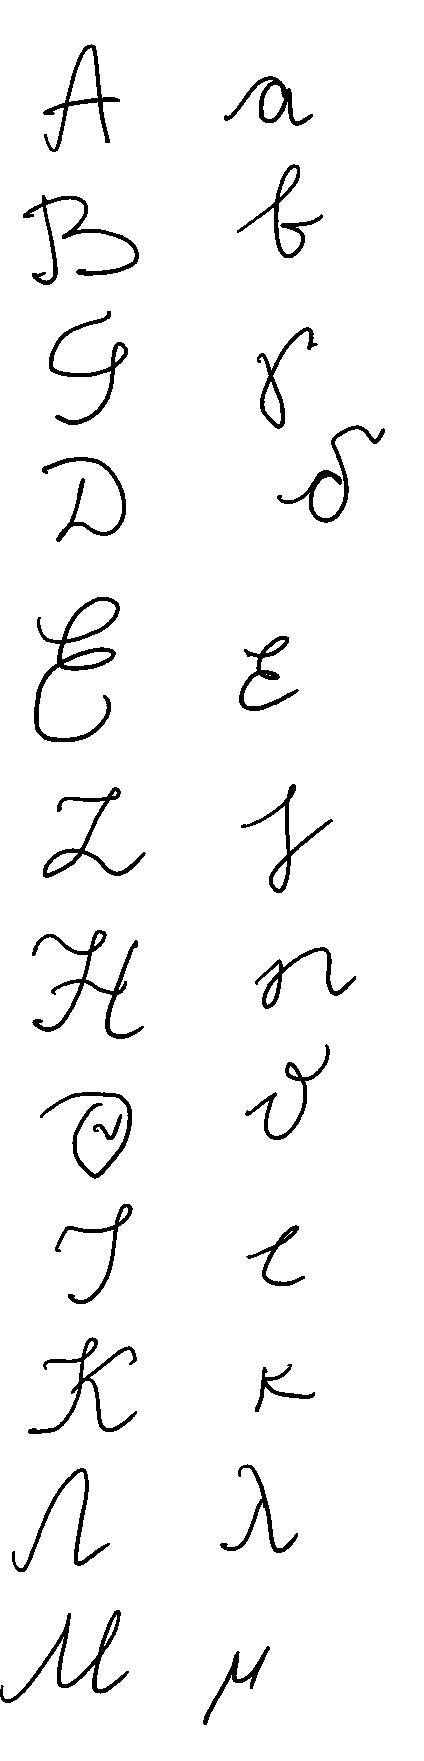 Α α
Β β
Γ γ
Δ δ
Ε ε
Ζ ζ
Η η
Θ θ
Ι ι
Κ κ
Λ λ
Μ μ